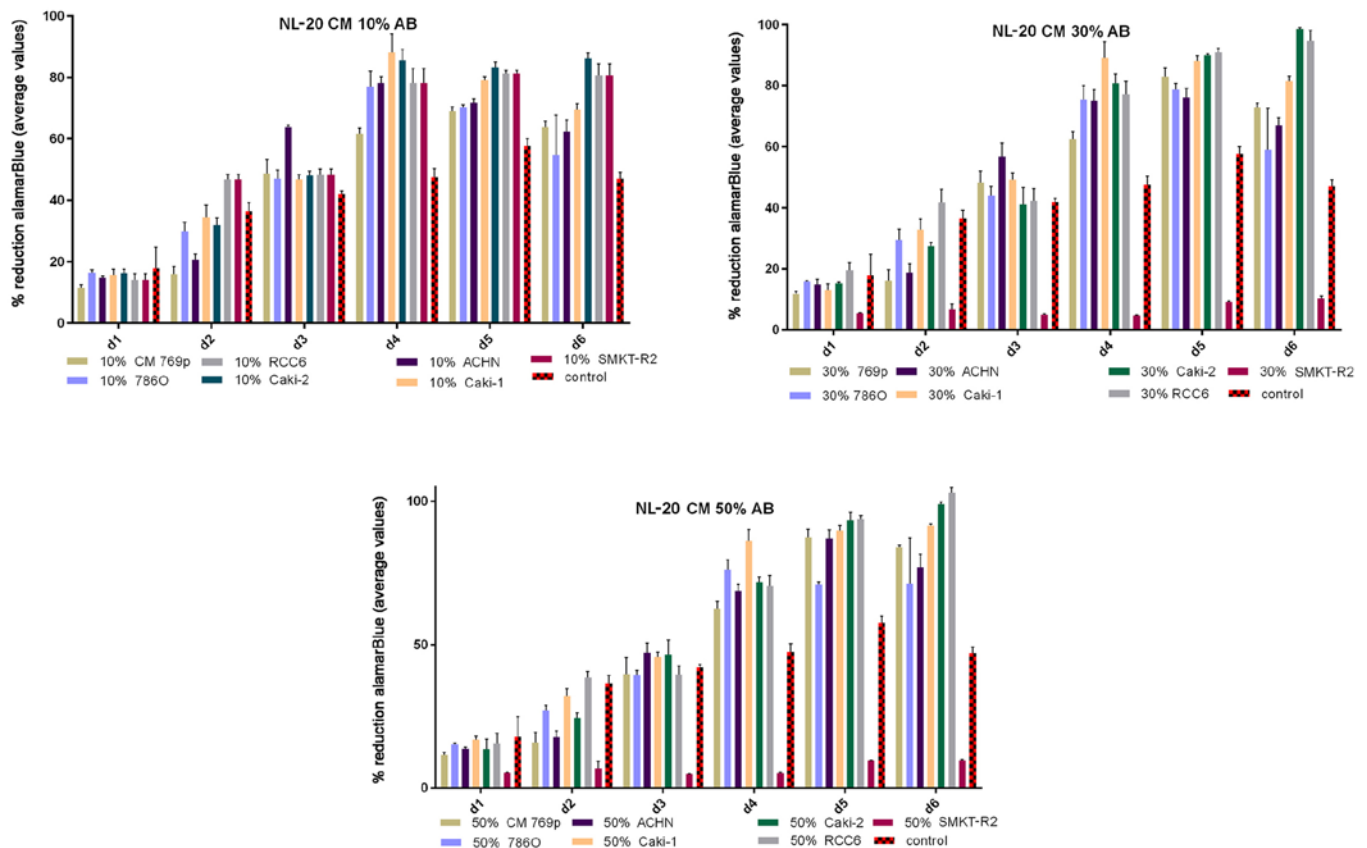 NL-20 CM 10% AB
% reduction alamarBlue (average values)
100
80
60
40
20
0
d1 d2 d3 d4 d5 d6
10% CM 769p 10% RCC6 10% ACHN 10% SMKT-R2
10% 786O 10% Caki-2 10% Caki-1 control
NL-20 CM 30% AB
% reduction alamarBlue (average values)
100
80
60
40
20
0
d1 d2 d3 d4 d5 d6
30% 769p 30% ACHN 30% Caki-2 30% SMKT-R2
30% 786O 30% Caki-1 30% RCC6 control
NL-20 CM 50% AB
% reduction alamarBlue (average values)
100
50
0
d1 d2 d3 d4 d5 d6
50% CM 769p 50% ACHN 50% Caki-2 50% SMKT-R2
50% 786O 50% Caki-1 50% RCC6 control